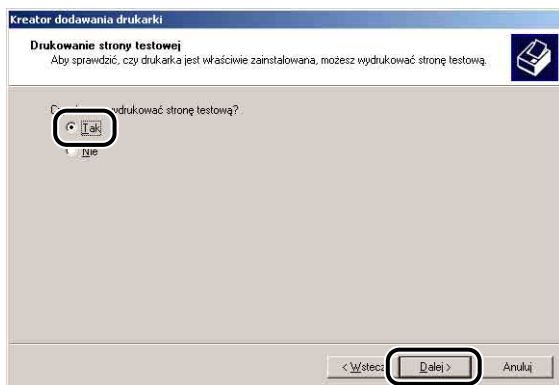 Kreator dodawania drukarki
Drukowanie strony testowej
Aby sprawdzić, czy drukarka jest właściwie zainstalowana, możesz wydrukować stronę testową.
wydrukować stronę testową?
Tak
Nie
< Wstecz
Dalej >
Anuluj